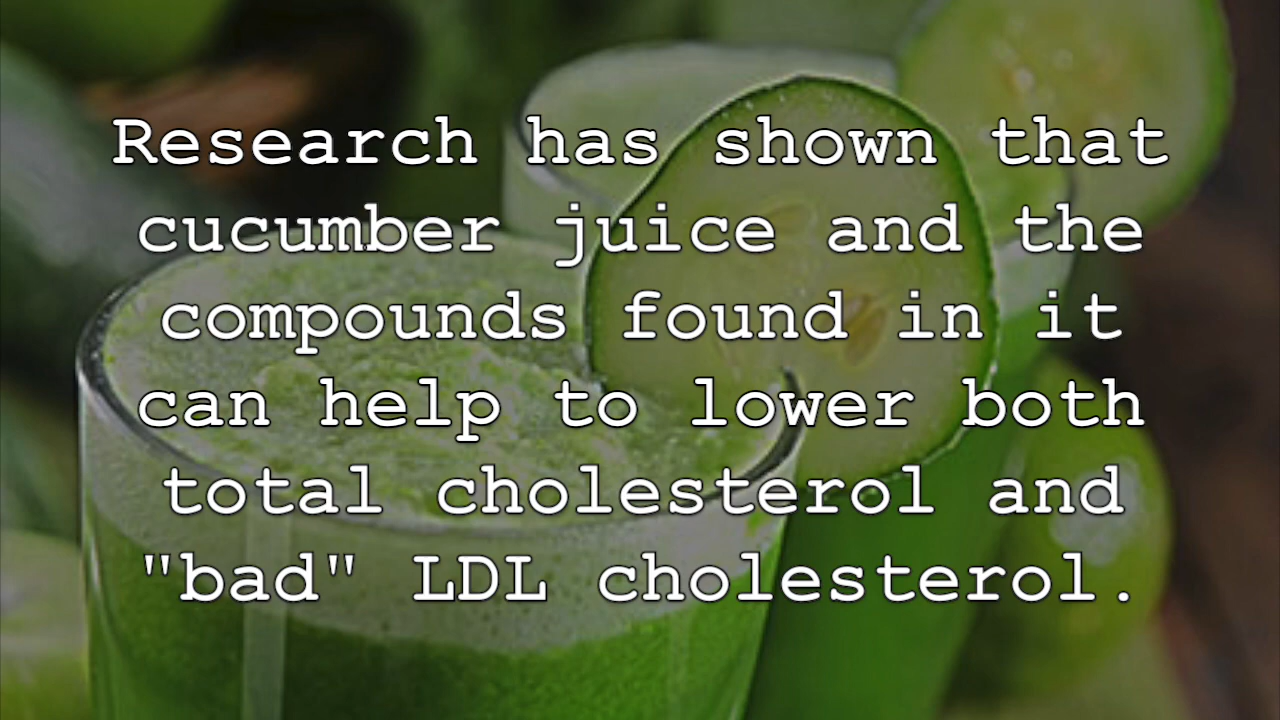 Research has shown that
cucumber juice and the
compounds found in it
can help to lower both
total cholesterol and
"bad" LDL cholesterol.